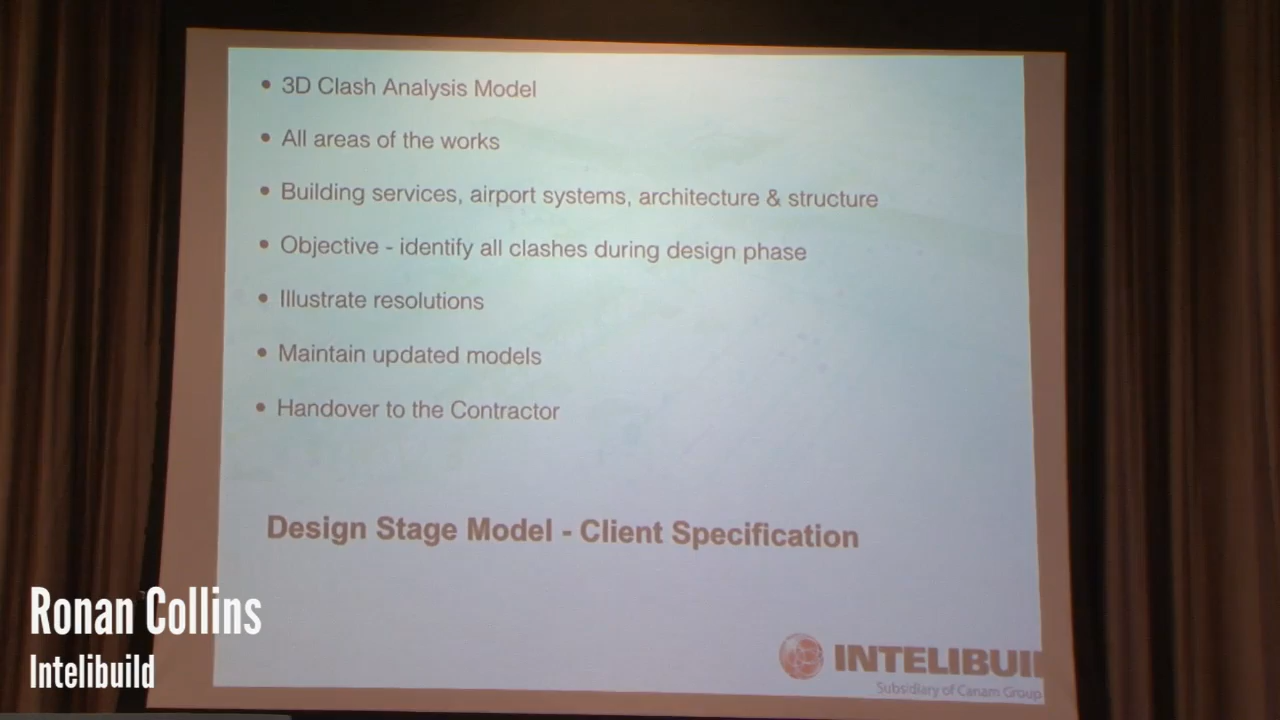 • 3D Clash Analysis Model
• All areas of the works
• Building services, airport systems, architecture & structure
• Objective - identify all clashes during design phase
• Illustrate resolutions
• Maintain updated models
• Handover to the Contractor
Design Stage Model - Client Specification
Ronan Collins
Intelibuild
INTELIBUI
Subsidiary of Canam Group